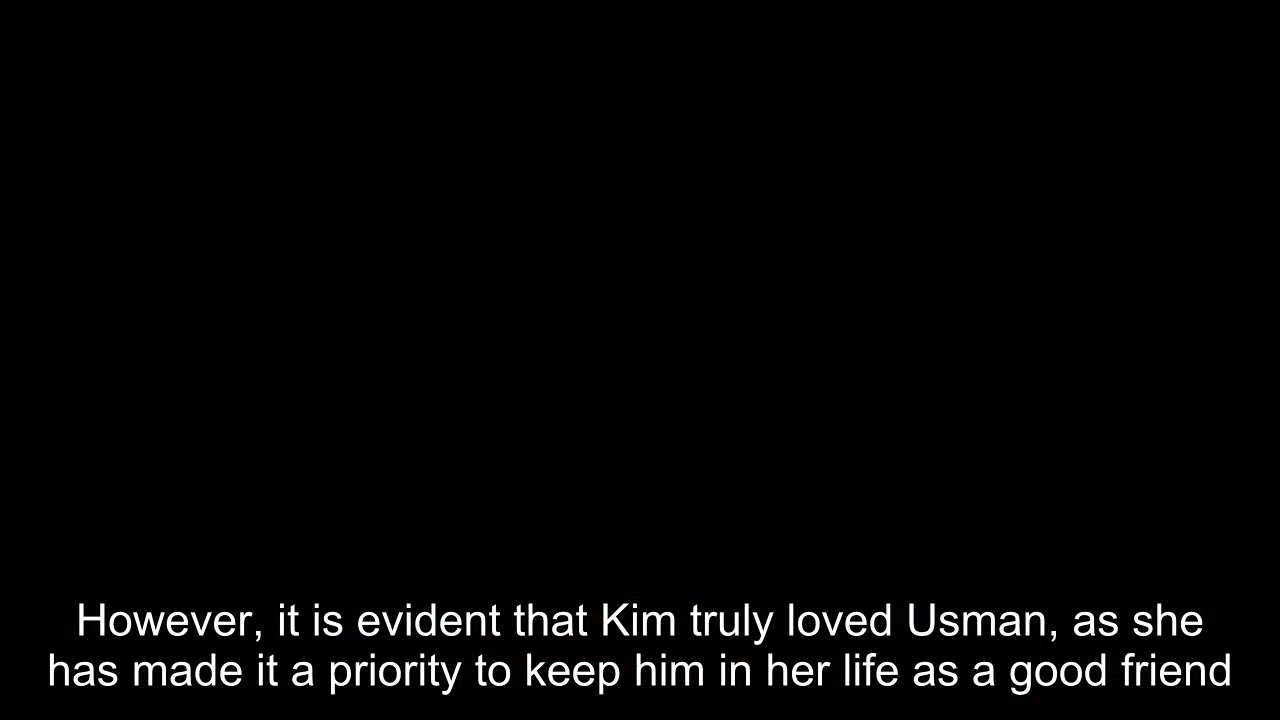 However, it is evident that Kim truly loved Usman, as she
has made it a priority to keep him in her life as a good friend